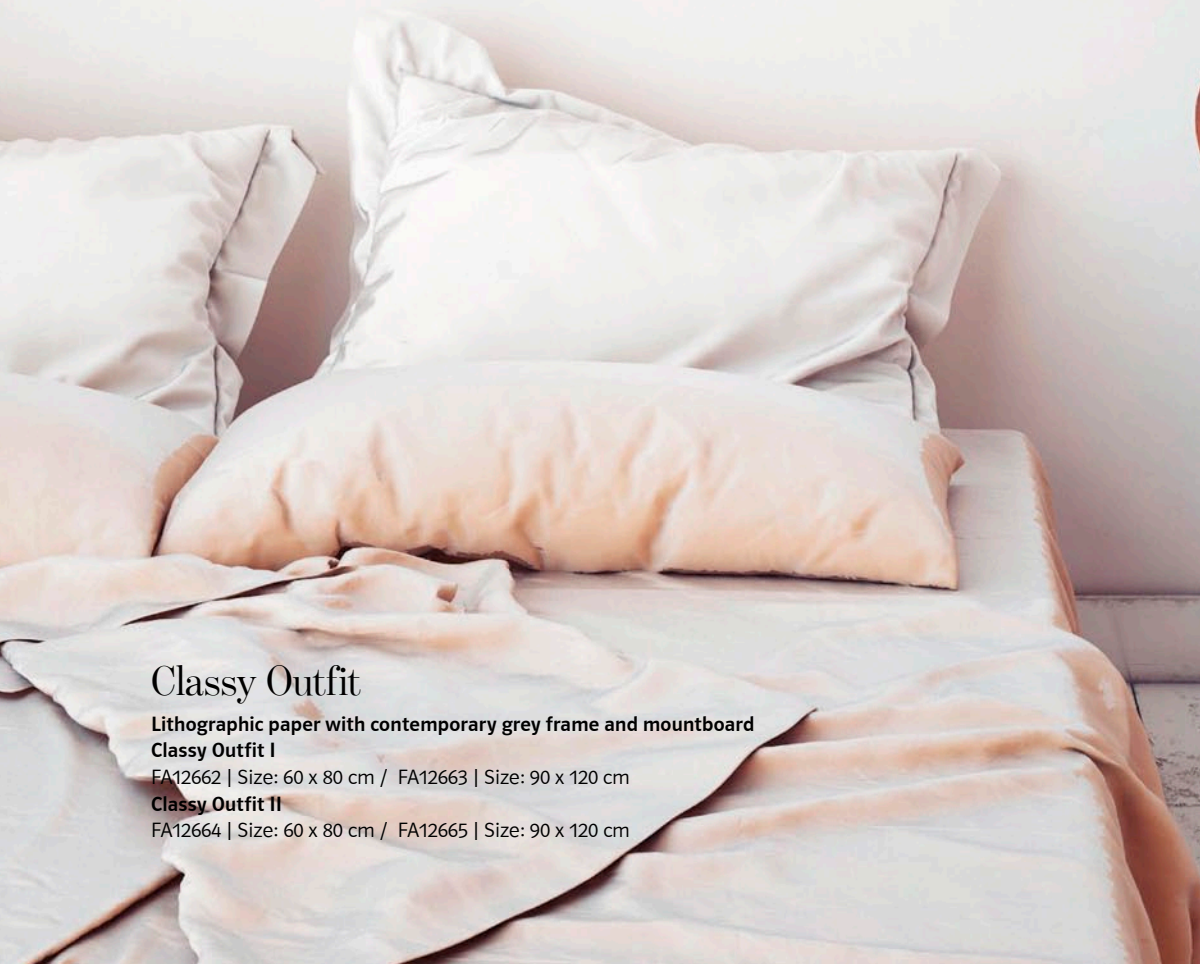 Classy Outfit
Lithographic paper with contemporary grey frame and mountboard
Classy Outfit I
FA12662 | Size: 60 x 80 cm / FA12663 | Size: 90 x 120 cm
Classy Outfit II
FA12664 | Size: 60 x 80 cm / FA12665 | Size: 90 x 120 cm